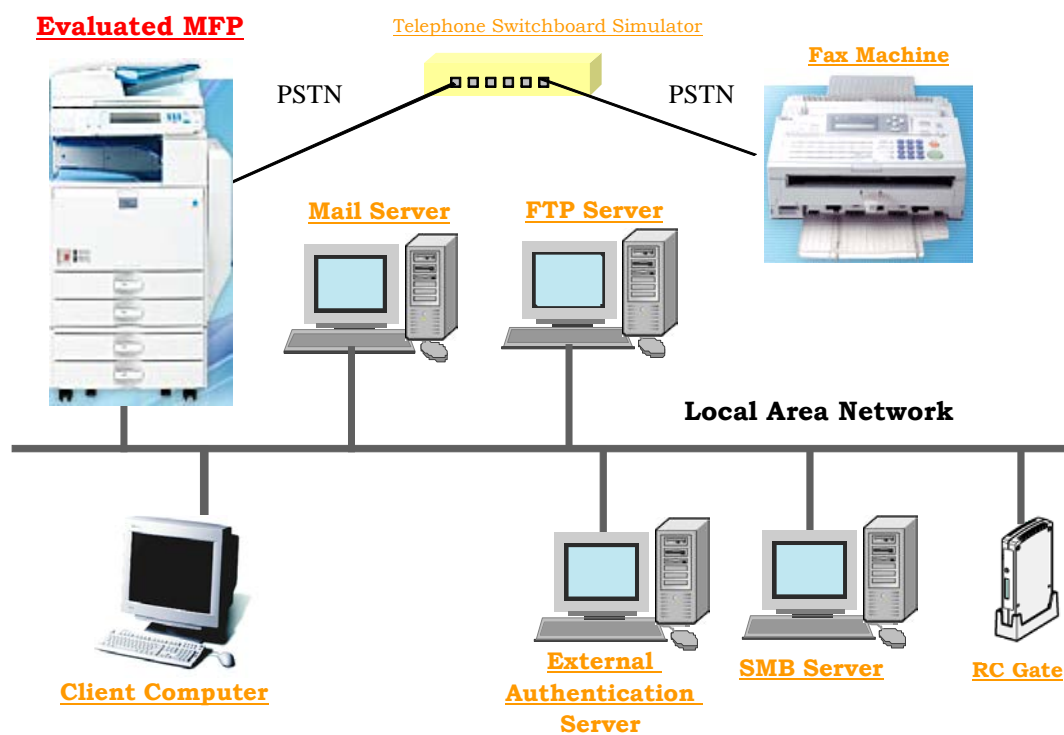 Evaluated MFP
Telephone Switchboard Simulator
Fax Machine
PSTN
PSTN
Mail Server
FTP Server
Local Area Network
Client Computer
External
Authentication
Server
SMB Server
RC Gate